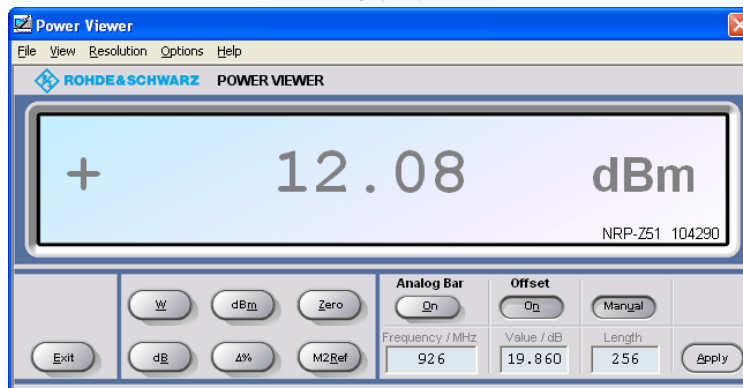 Power Viewer
File View Resolution Options Help
ROHDE&SCHWARZ POWER VIEWER
+ 12.08 dBm
NRP-Z51 104290
Analog Bar Offset
W dBm Zero On On Manual
Frequency / MHz Value / dB Length
Exit dB Δ% M2Ref 926 19.860 256 Apply